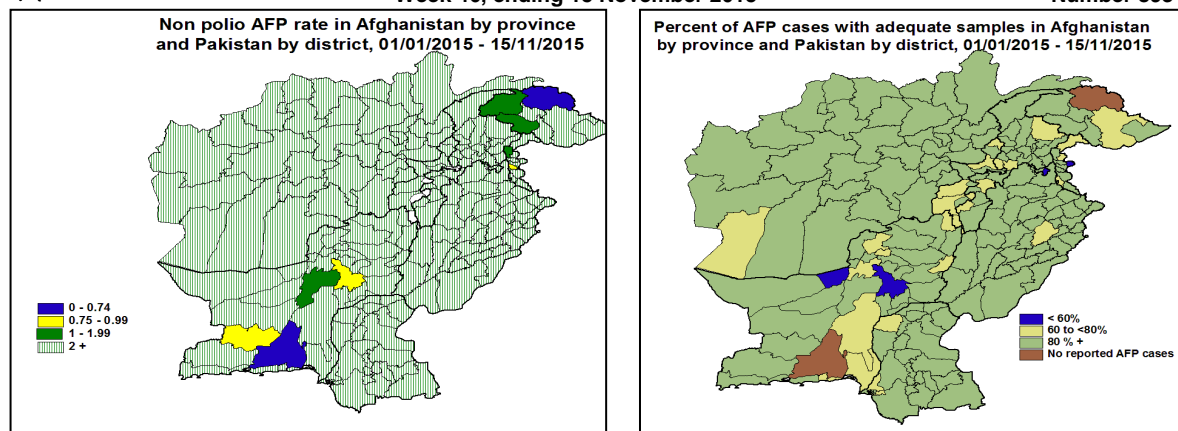 Non polio AFP rate in Afghanistan by province
and Pakistan by district, 01/01/2015 - 15/11/2015
0 - 0.74
0.75 - 0.99
1 - 1.99
2 +
Percent of AFP cases with adequate samples in Afghanistan
by province and Pakistan by district, 01/01/2015 - 15/11/2015
< 60%
60 to <80%
80 % +
No reported AFP cases